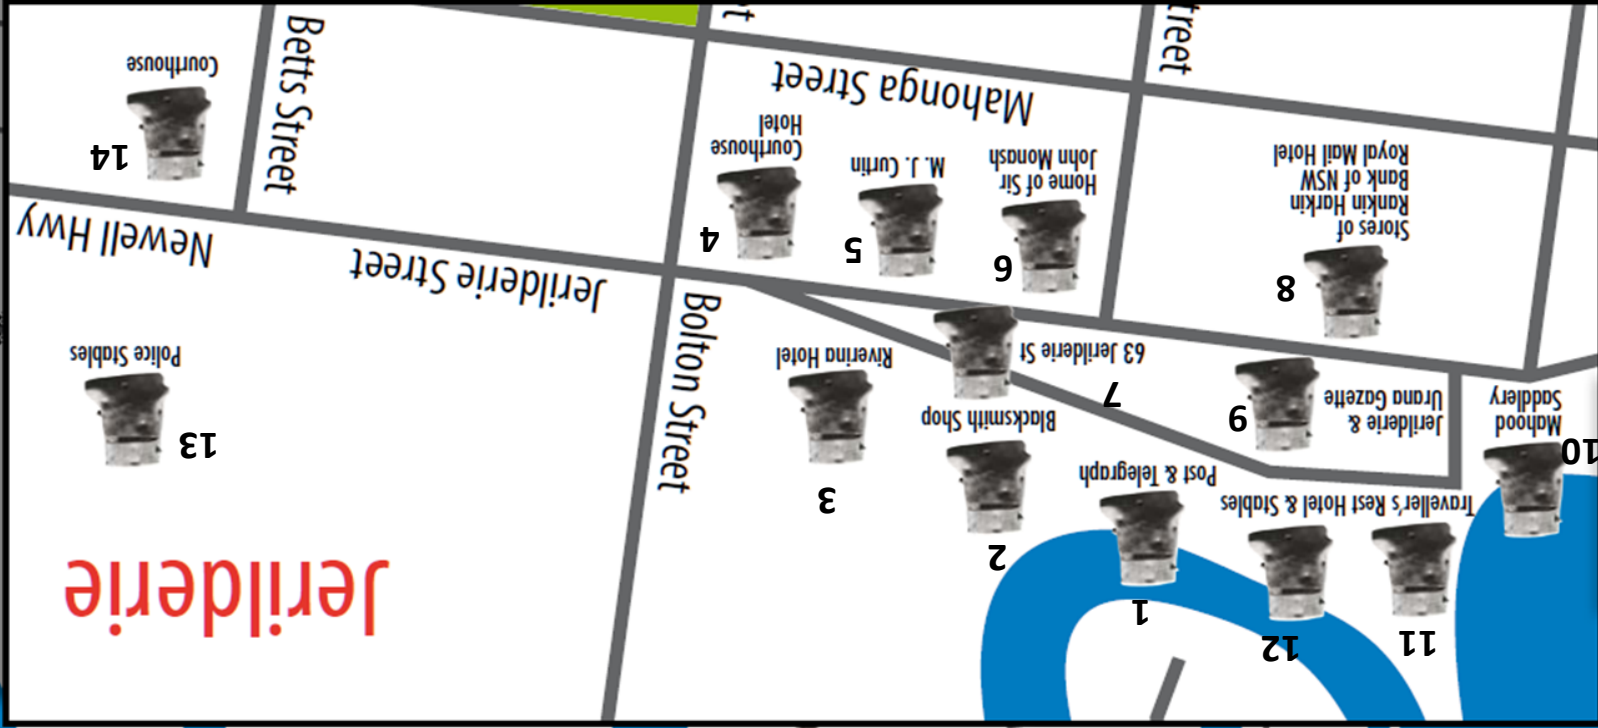 Jerilderie
1
Post & Telegraph
2
Blacksmith Shop
3
Riverina Hotel
4
Courthouse
Hotel
5
M. J. Curtin
6
Home of Sir
John Monash
7
63 Jerilderie St
8
Stores of
Rankin Harkin
Bank of NSW
Royal Mail Hotel
9
Jerilderie &
Urana Gazette
10
Mahood
Saddlery
11
12
Traveller's Rest Hotel & Stables
13
Police Stables
14
Courthouse
Newell Hwy
Jerilderie Street
Mahonga Street
Betts Street
Bolton Street
et
treet